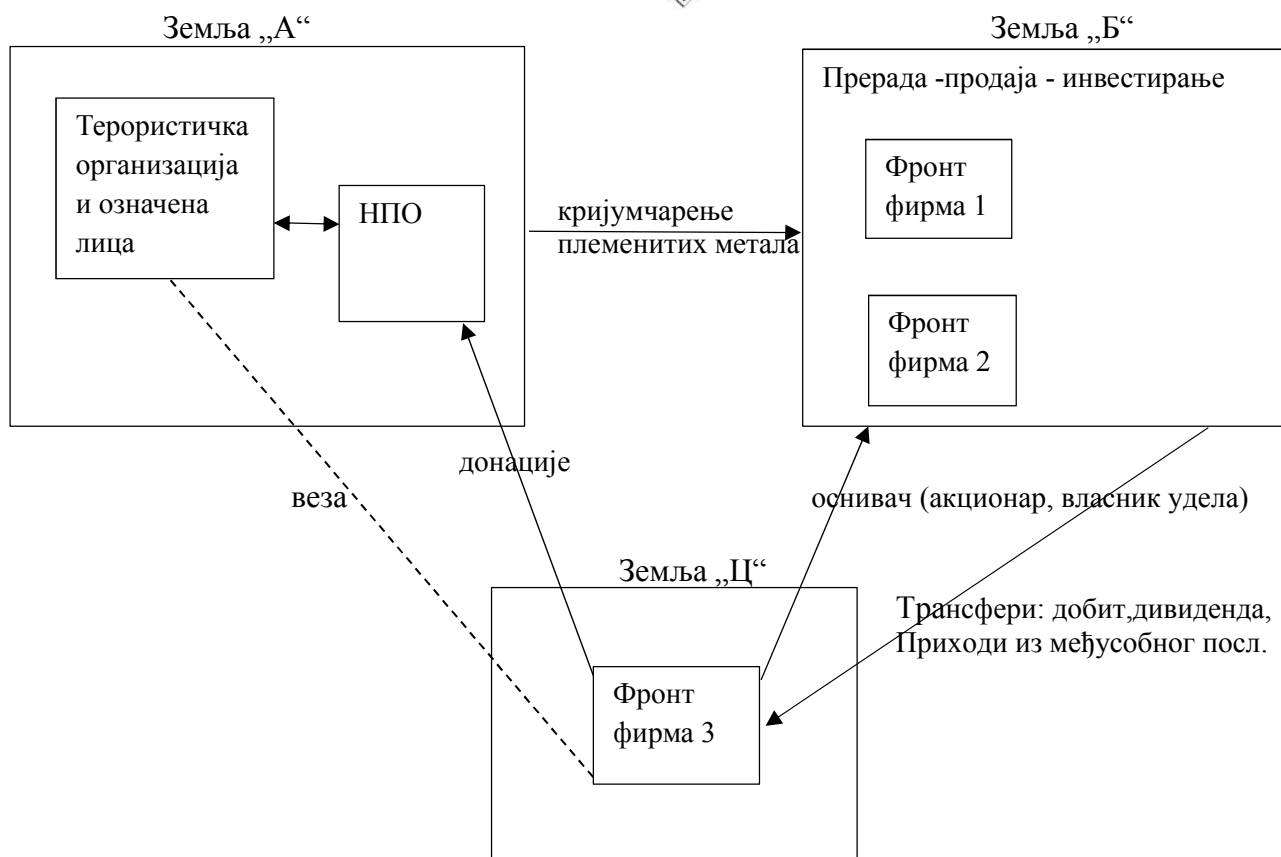 Земља „А“
Земља „Б“
Терористичка
организација
и означена
лица
НПО
кријумчарење
племенитих метала
Прерада -продаја - инвестирање
Фронт
фирма 1
Фронт
фирма 2
донације
веза
оснивач (акционар, власник удела)
Земља „Ц“
Трансфери: добит,дивиденда,
Приходи из међусобног посл.
Фронт
фирма 3